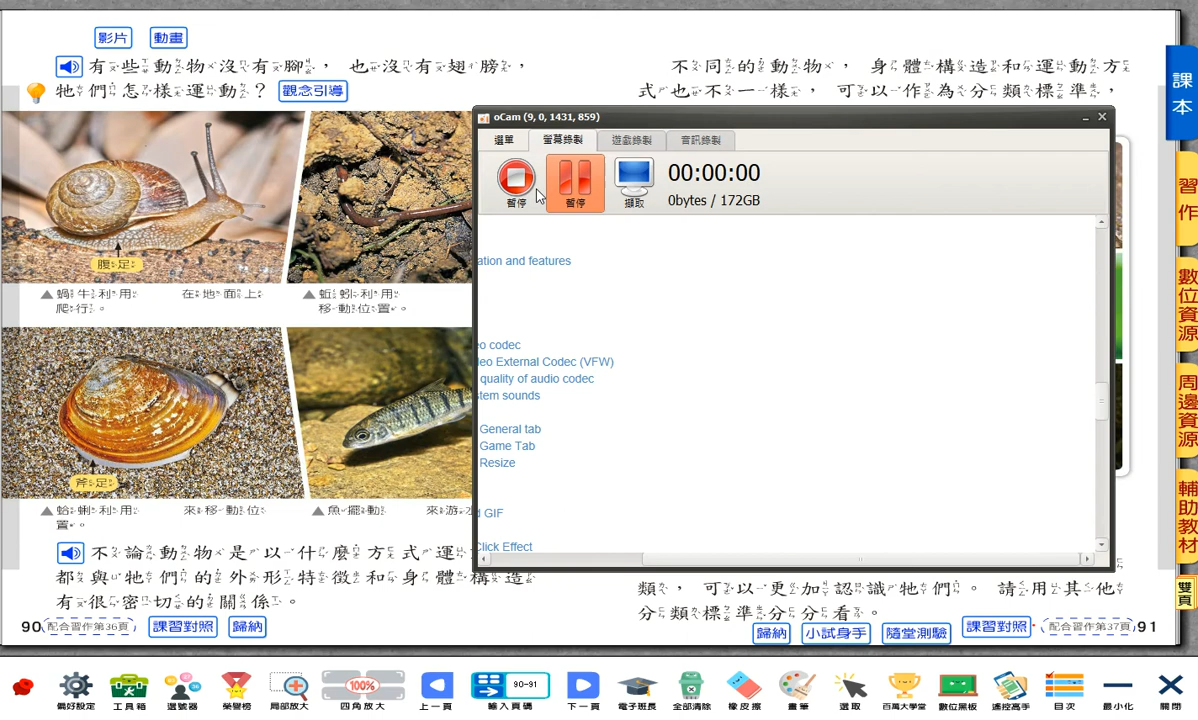 影片 動畫
有些動物沒有腳，也沒有翅膀，
牠們怎樣運動？ 觀念引導
腹足
▲蝸牛利用 在地面上
爬行。
▲蚯蚓利用
移動位置。
斧足
▲蛤蜊利用 來移動位
置。
▲魚擺動 來游水
不論動物是以什麼方式運
都與牠們的外形特徵和身體構造
有很密切的關係。
90 配合習作第36頁 課習對照 歸納
不同的動物，身體構造和運動方
式也不一樣，可以作為分類標準，
類，可以更加認識牠們。請用其他
分類標準分分看。
歸納 小試身手 隨堂測驗 課習對照 配合習作第37頁 91
oCam (9, 0, 1431, 859)
選單 螢幕錄製 遊戲錄製 音訊錄製
暫停 暫停 擷取
00:00:00
0bytes / 172GB
ation and features
eo codec
leo External Codec (VFW)
quality of audio codec
stem sounds
General tab
Game Tab
Resize
d GIF
Click Effect
課本
習作
數位資源
周邊資源
輔助教材
雙頁
100% 90-91
偏好設定 工具箱 選號器 榮譽榜 局部放大 四角放大 上一頁 輸入頁碼 下一頁 電子班長 全部清除 橡皮擦 畫筆 選取 百萬大學堂 數位黑板 遙控高手 目次 最小化 關閉